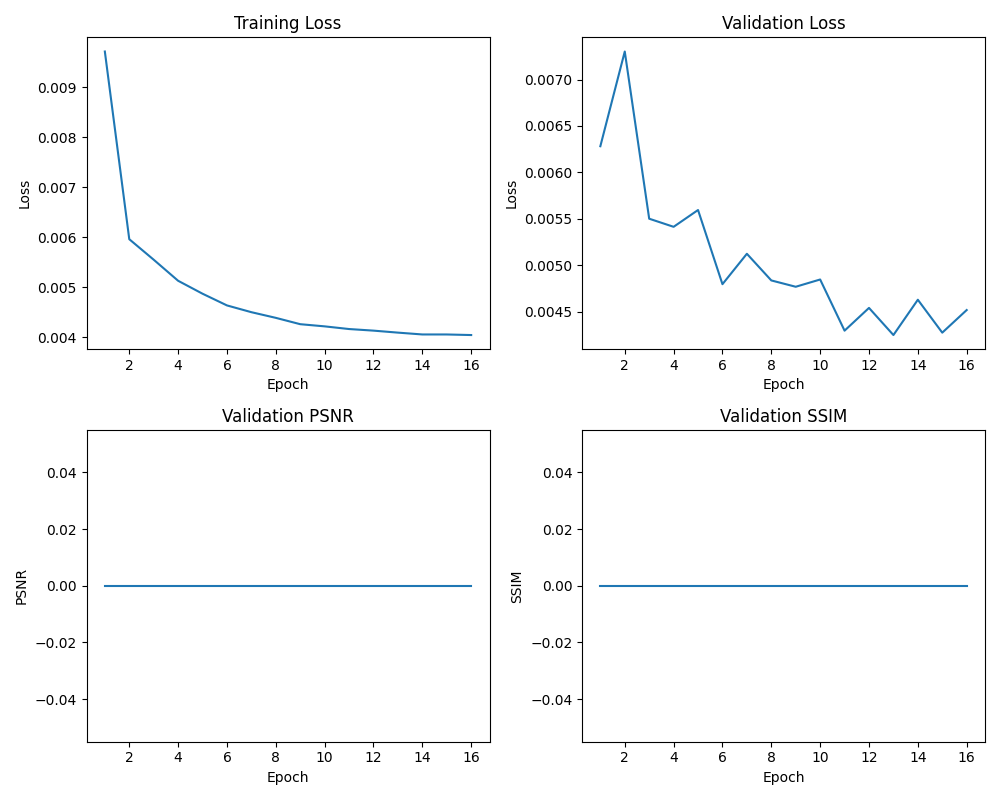 Training Loss
Loss
0.009
0.008
0.007
0.006
0.005
0.004
2 4 6 8 10 12 14 16
Epoch
Validation Loss
Loss
0.0070
0.0065
0.0060
0.0055
0.0050
0.0045
2 4 6 8 10 12 14 16
Epoch
Validation PSNR
PSNR
0.04
0.02
0.00
−0.02
−0.04
2 4 6 8 10 12 14 16
Epoch
Validation SSIM
SSIM
0.04
0.02
0.00
−0.02
−0.04
2 4 6 8 10 12 14 16
Epoch